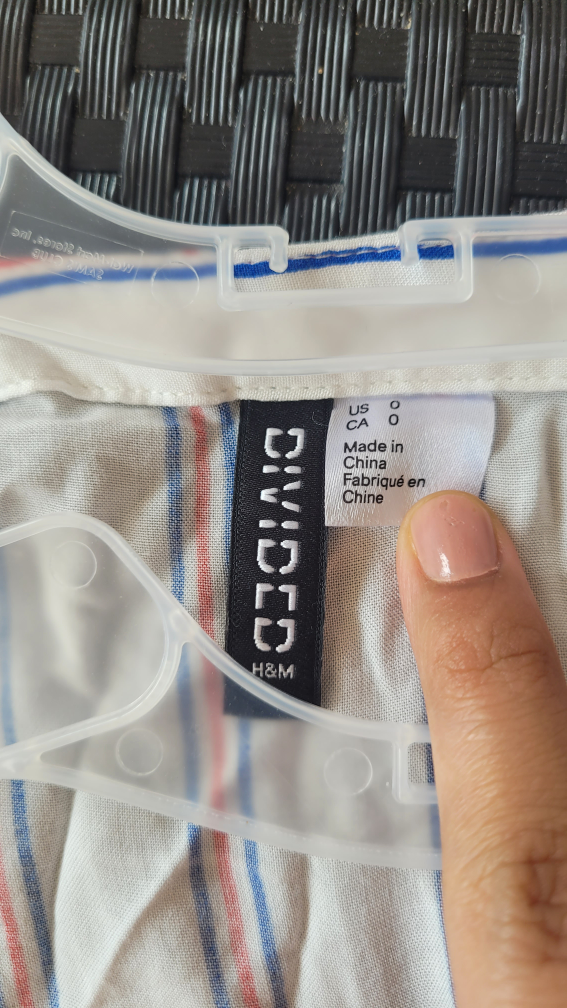 DIVIDED
H&M
US 0
CA 0
Made in
China
Fabriqué en
Chine